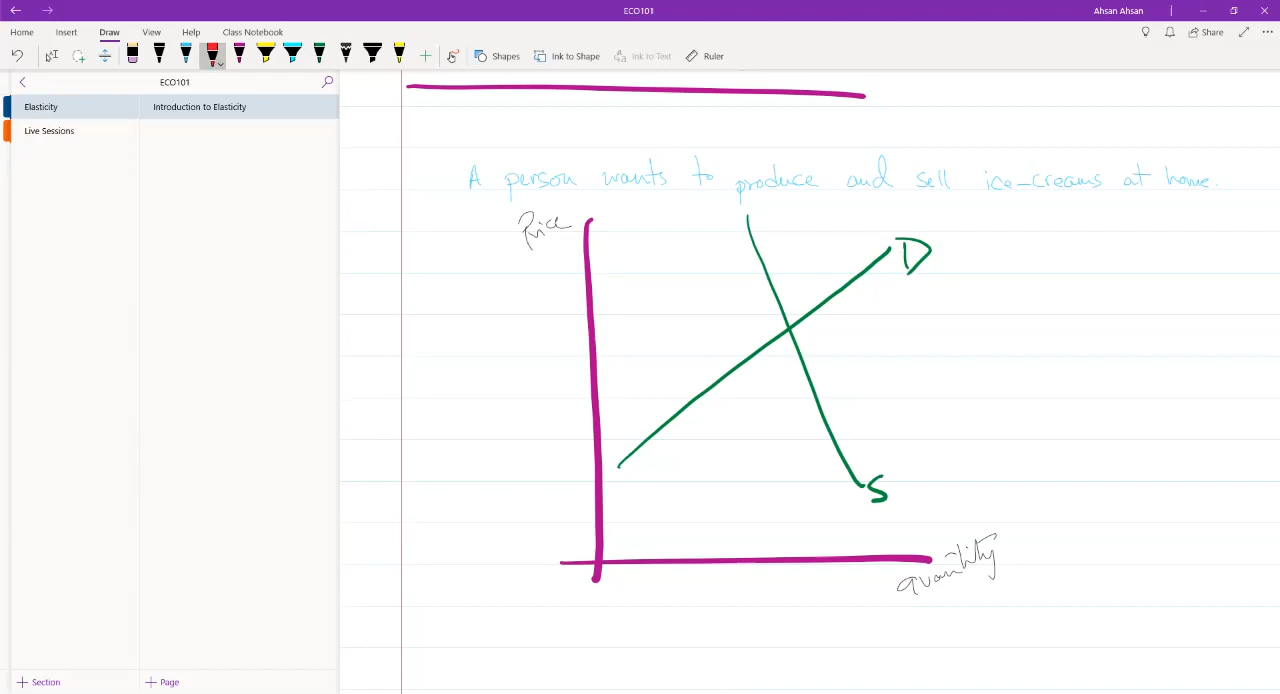 ECO101
Ahsan Ahsan
Home Insert Draw View Help Class Notebook
Share
Shapes Ink to Shape Ink to Text Ruler
ECO101
Elasticity
Introduction to Elasticity
Live Sessions
A person wants to produce and sell ice-creams at home.
Price
D
S
quantity
Section
Page